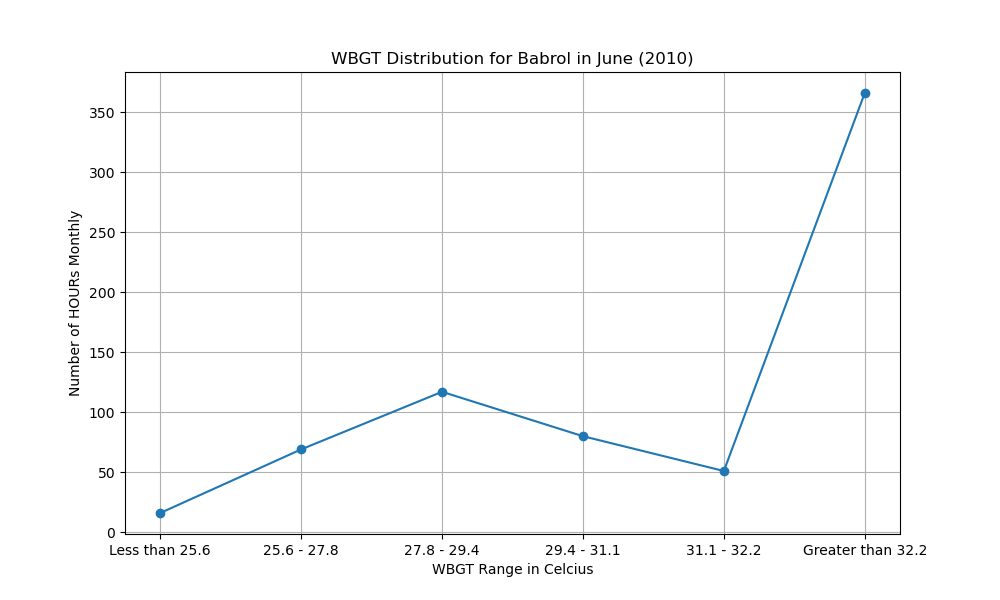 WBGT Distribution for Babrol in June (2010)
Number of HOURs Monthly
350
300
250
200
150
100
50
0
Less than 25.6
25.6 - 27.8
27.8 - 29.4
29.4 - 31.1
31.1 - 32.2
Greater than 32.2
WBGT Range in Celcius